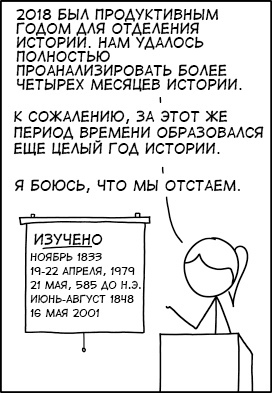 2018 БЫЛ ПРОДУКТИВНЫМ
ГОДОМ ДЛЯ ОТДЕЛЕНИЯ
ИСТОРИИ. НАМ УДАЛОСЬ
ПОЛНОСТЬЮ
ПРОАНАЛИЗИРОВАТЬ БОЛЕЕ
ЧЕТЫРЕХ МЕСЯЦЕВ ИСТОРИИ.
К СОЖАЛЕНИЮ, ЗА ЭТОТ ЖЕ
ПЕРИОД ВРЕМЕНИ ОБРАЗОВАЛСЯ
ЕЩЕ ЦЕЛЫЙ ГОД ИСТОРИИ.
Я БОЮСЬ, ЧТО МЫ ОТСТАЕМ.
ИЗУЧЕНО
НОЯБРЬ 1833
19-22 АПРЕЛЯ, 1979
21 МАЯ, 585 ДО Н.Э.
ИЮНЬ-АВГУСТ 1848
16 МАЯ 2001